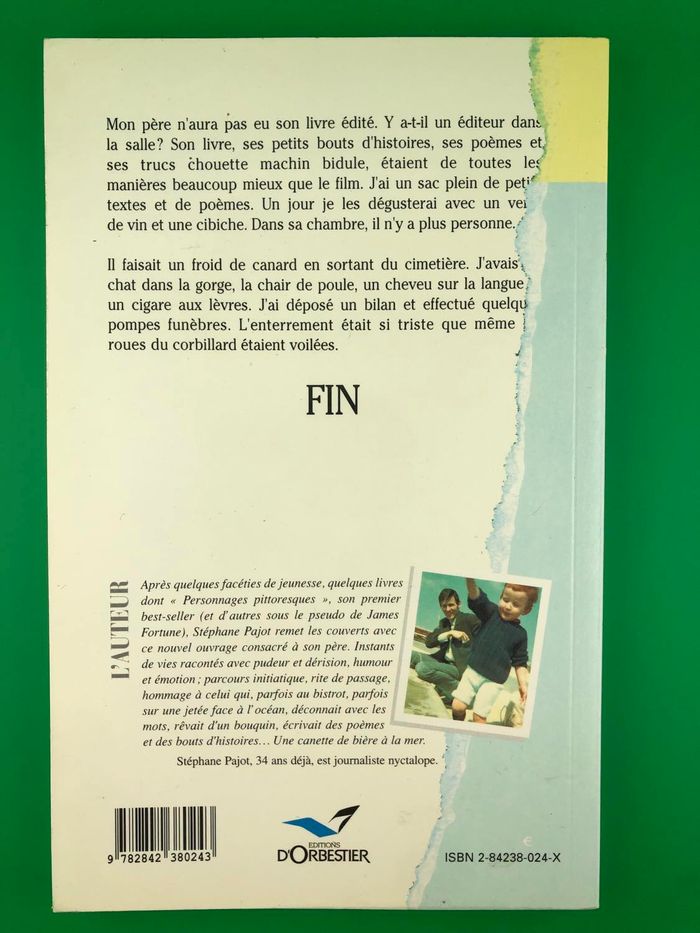 Mon père n'aura pas eu son livre édité. Y a-t-il un éditeur dans
la salle? Son livre, ses petits bouts d'histoires, ses poèmes et
ses trucs chouette machin bidule, étaient de toutes les
manières beaucoup mieux que le film. J'ai un sac plein de
textes et de poèmes. Un jour je les dégusterai avec un
de vin et une cibiche. Dans sa chambre, il n'y a plus personne.
Il faisait un froid de canard en sortant du cimetière. J'avais
chat dans la gorge, la chair de poule, un cheveu sur la langue
un cigare aux lèvres. J'ai déposé un bilan et effectué
pompes funèbres. L'enterrement était si triste que même
roues du corbillard étaient voilées.
FIN
L'AUTEUR
Après quelques facéties de jeunesse, quelques livres
dont « Personnages pittoresques », son premier
best-seller (et d'autres sous le pseudo de James
Fortune), Stéphane Pajot remet les couverts avec
ce nouvel ouvrage consacré à son père. Instants
de vies racontés avec pudeur et dérision, humour
et émotion ; parcours initiatique, rite de passage,
hommage à celui qui, parfois au bistrot, parfois
sur une jetée face à l'océan, déconnait avec les
mots, rêvait d'un bouquin, écrivait des poèmes
et des bouts d'histoires... Une canette de bière à la mer.
Stéphane Pajot, 34 ans déjà, est journaliste nyctalope.
9 782842 380243
EDITIONS
D'ORBESTIER
€
ISBN 2-84238-024-X